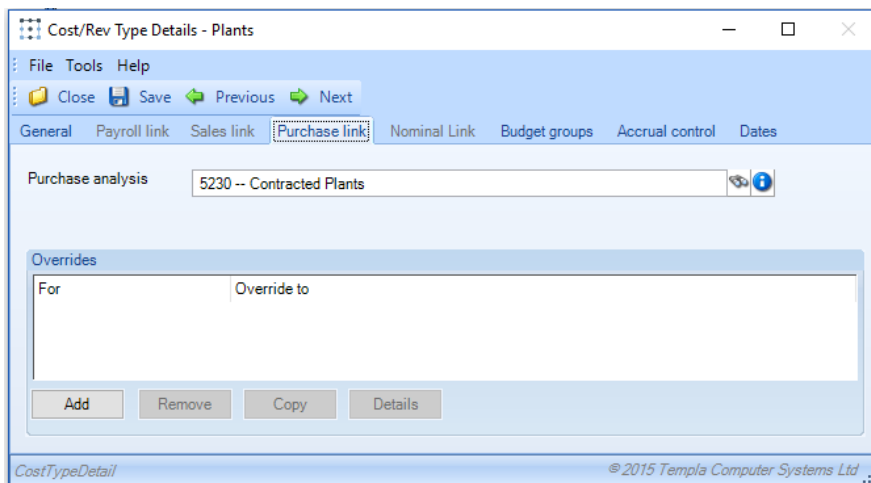 Cost/Rev Type Details - Plants
File Tools Help
Close Save Previous Next
General Payroll link Sales link Purchase link Nominal Link Budget groups Accrual control Dates
Purchase analysis 5230 -- Contracted Plants
Overrides
For Override to
Add Remove Copy Details
CostTypeDetail © 2015 Templa Computer Systems Ltd